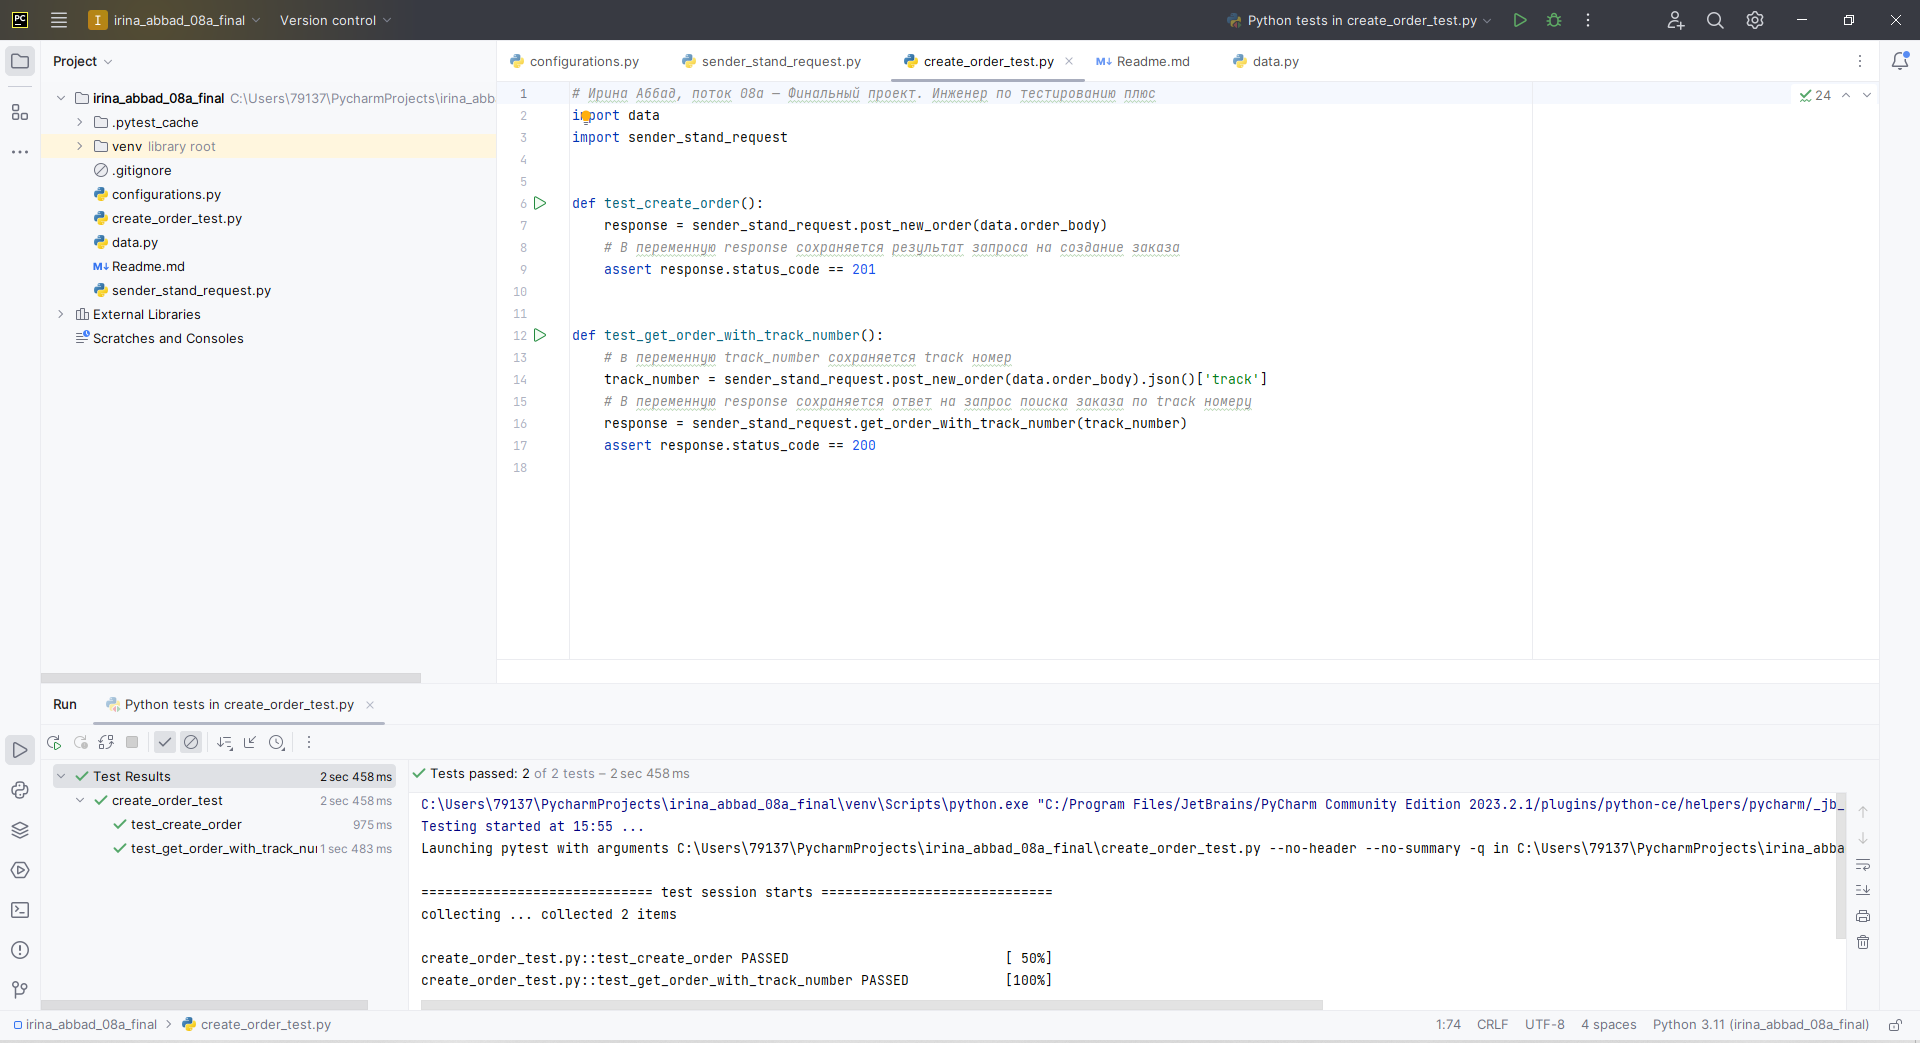 PC I irina_abbad_08a_final Version control Python tests in create_order_test.py
Project
configurations.py sender_stand_request.py create_order_test.py M↓ Readme.md data.py
irina_abbad_08a_final C:\Users\79137\PycharmProjects\irina_abb
.pytest_cache
venv library root
.gitignore
configurations.py
create_order_test.py
data.py
M↓ Readme.md
sender_stand_request.py
External Libraries
Scratches and Consoles
24
1 # Ирина Аббад, поток 08а — Финальный проект. Инженер по тестированию плюс
2 import data
3 import sender_stand_request
4
5
6 def test_create_order():
7 response = sender_stand_request.post_new_order(data.order_body)
8 # В переменную response сохраняется результат запроса на создание заказа
9 assert response.status_code == 201
10
11
12 def test_get_order_with_track_number():
13 # в переменную track_number сохраняется track номер
14 track_number = sender_stand_request.post_new_order(data.order_body).json()['track']
15 # В переменную response сохраняется ответ на запрос поиска заказа по track номеру
16 response = sender_stand_request.get_order_with_track_number(track_number)
17 assert response.status_code == 200
18
Run Python tests in create_order_test.py
Test Results 2 sec 458 ms
create_order_test 2 sec 458 ms
test_create_order 975 ms
test_get_order_with_track_nu 1 sec 483 ms
Tests passed: 2 of 2 tests – 2 sec 458 ms
C:\Users\79137\PycharmProjects\irina_abbad_08a_final\venv\Scripts\python.exe "C:/Program Files/JetBrains/PyCharm Community Edition 2023.2.1/plugins/python-ce/helpers/pycharm/_jb_
Testing started at 15:55 ...
Launching pytest with arguments C:\Users\79137\PycharmProjects\irina_abbad_08a_final\create_order_test.py --no-header --no-summary -q in C:\Users\79137\PycharmProjects\irina_abba
============================= test session starts =============================
collecting ... collected 2 items
create_order_test.py::test_create_order PASSED [ 50%]
create_order_test.py::test_get_order_with_track_number PASSED [100%]
irina_abbad_08a_final > create_order_test.py 1:74 CRLF UTF-8 4 spaces Python 3.11 (irina_abbad_08a_final)